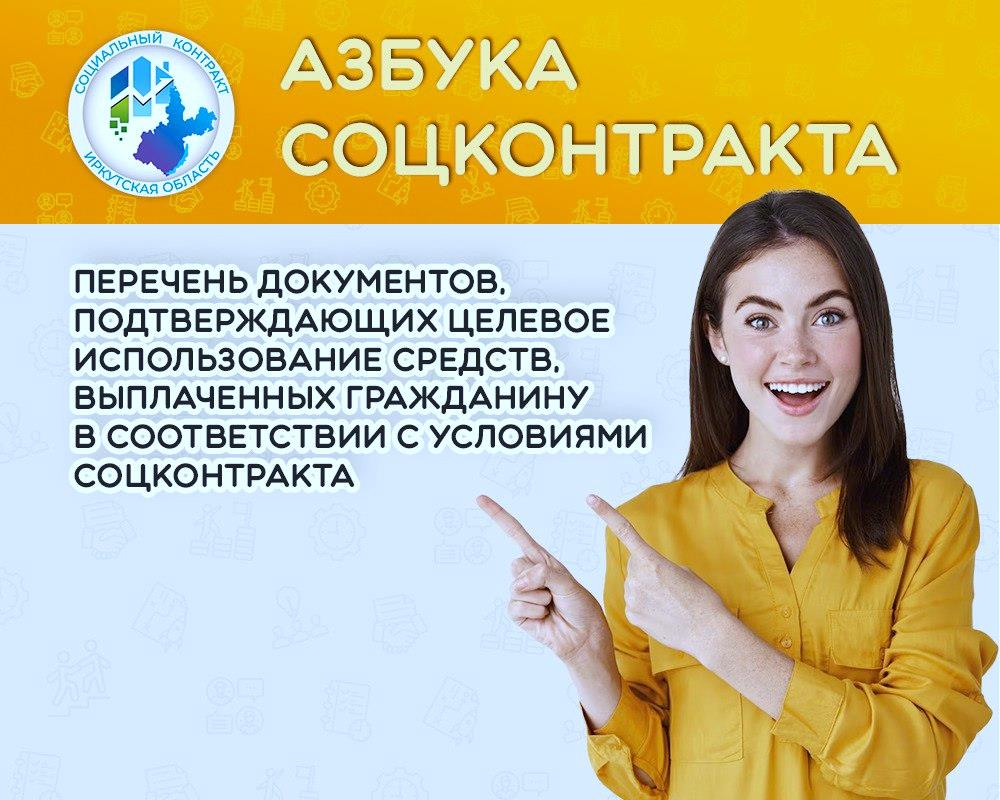 СОЦИАЛЬНЫЙ КОНТРАКТ
ИРКУТСКАЯ ОБЛАСТЬ
АЗБУКА
СОЦКОНТРАКТА
ПЕРЕЧЕНЬ ДОКУМЕНТОВ,
ПОДТВЕРЖДАЮЩИХ ЦЕЛЕВОЕ
ИСПОЛЬЗОВАНИЕ СРЕДСТВ,
ВЫПЛАЧЕННЫХ ГРАЖДАНИНУ
В СООТВЕТСТВИИ С УСЛОВИЯМИ
СОЦКОНТРАКТА